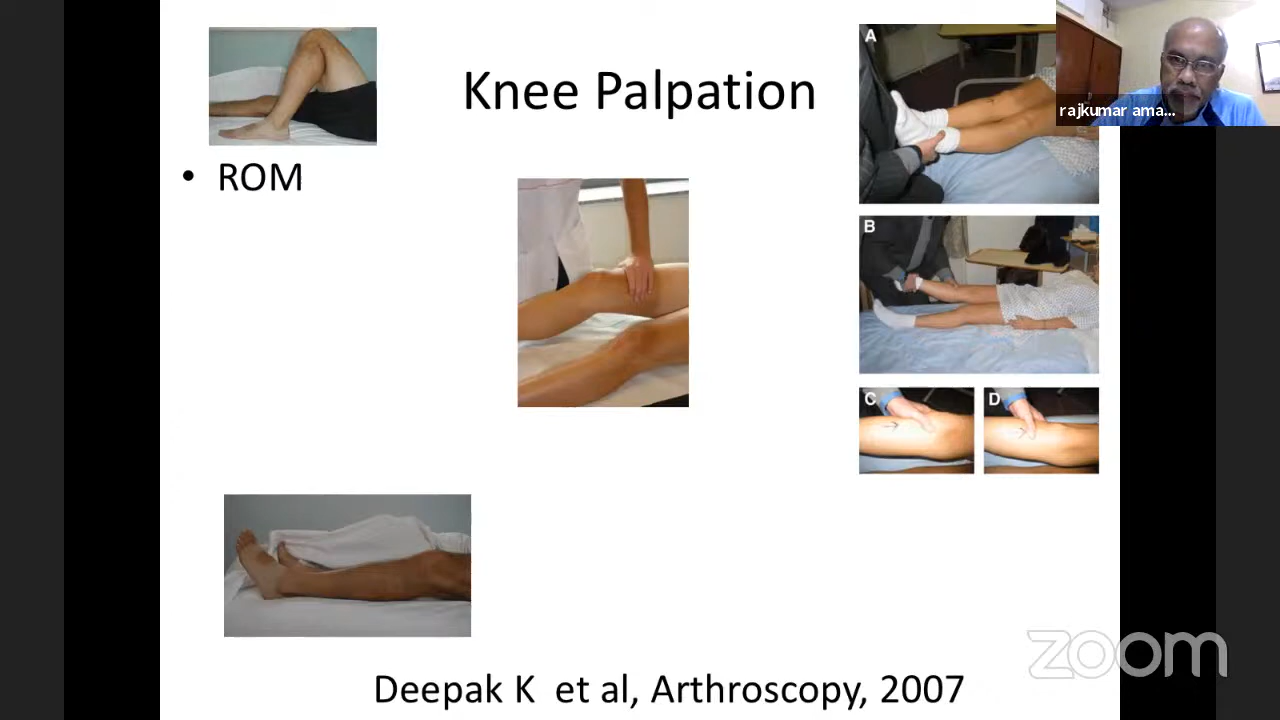 Knee Palpation
• ROM
A
rajkumar ama...
B
C
D
Deepak K et al, Arthroscopy, 2007
zoom